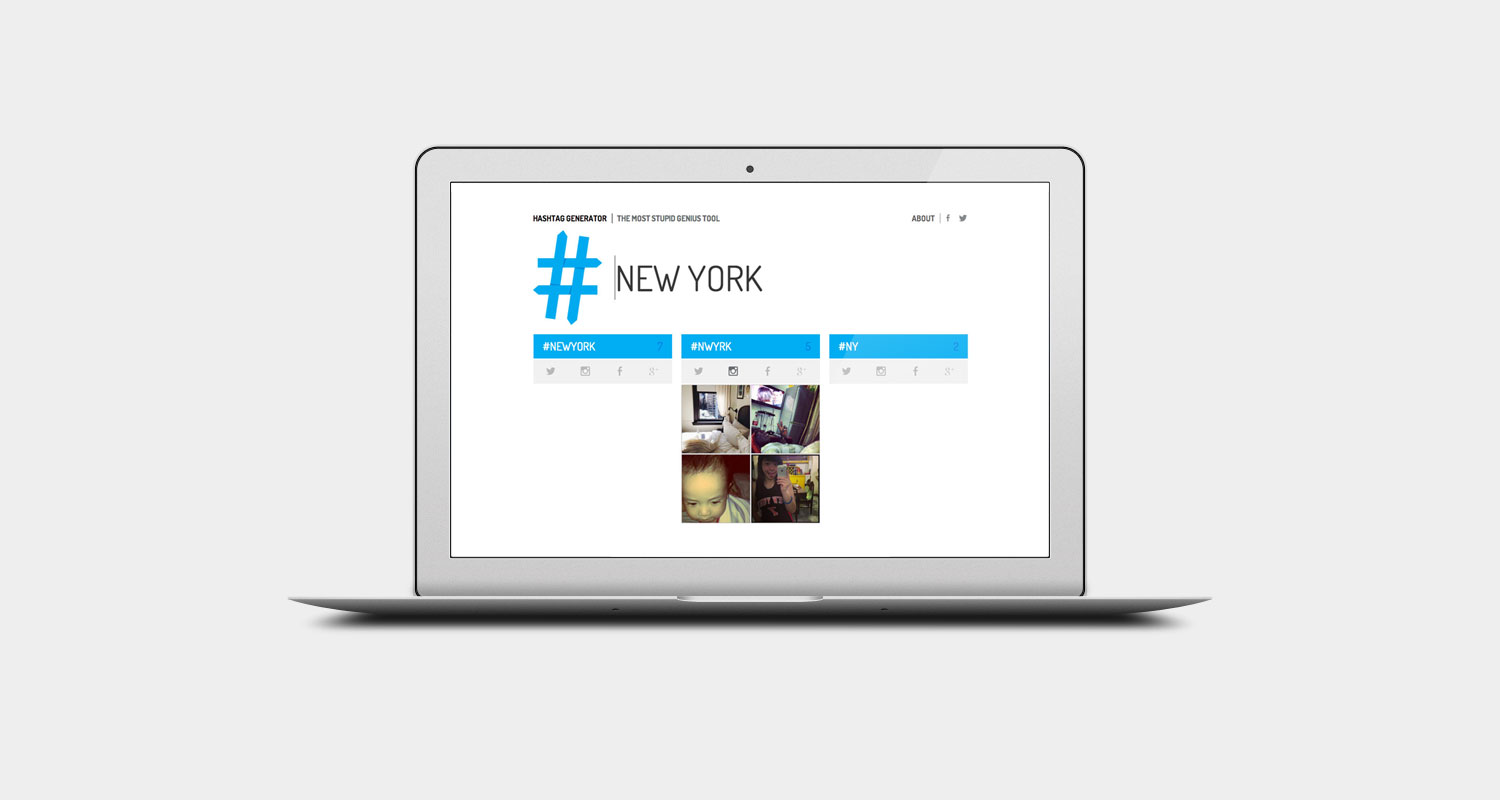 HASHTAG GENERATOR | THE MOST STUPID GENIUS TOOL
ABOUT
#
NEW YORK
#NEWYORK 7
#NWYRK 5
#NY 2